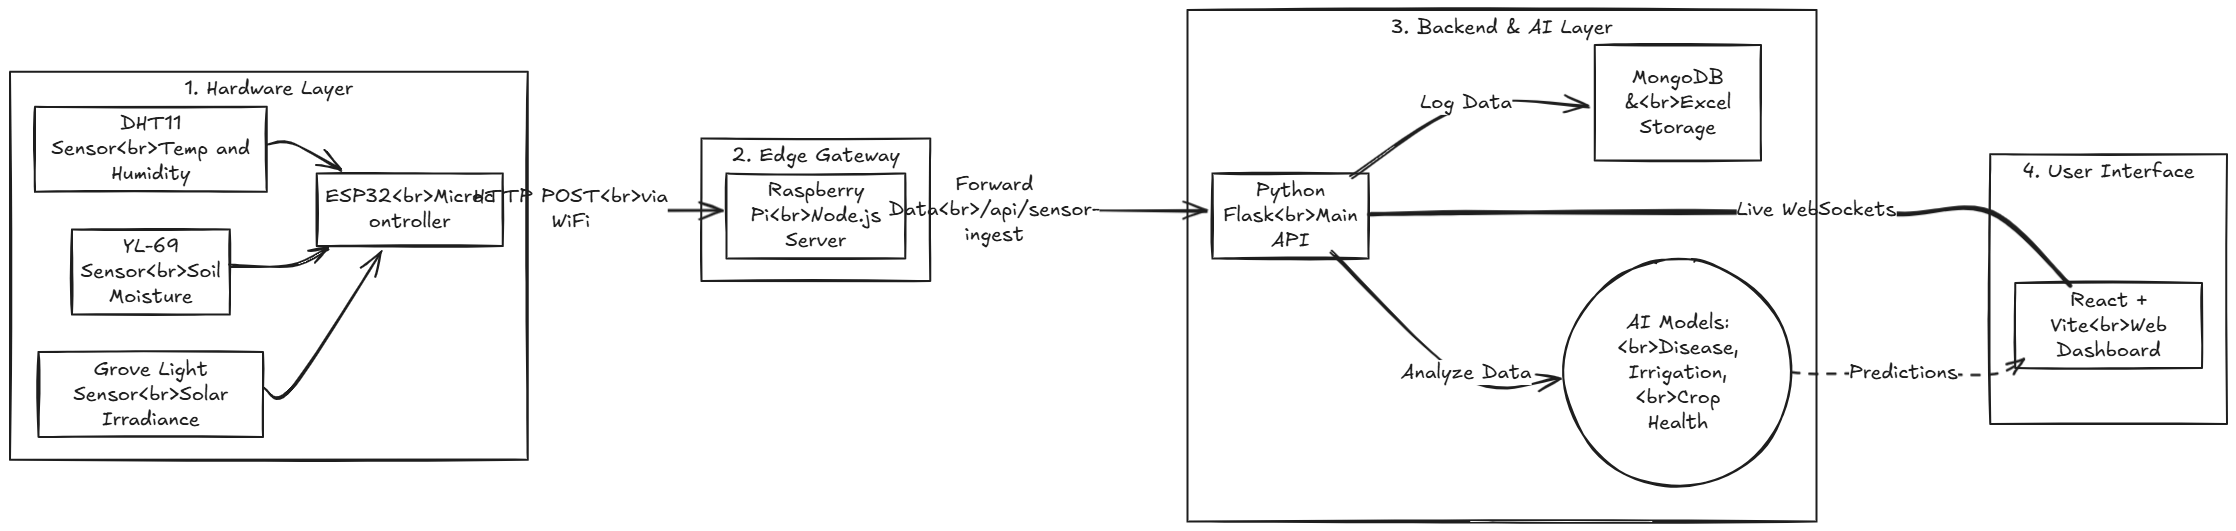 1. Hardware Layer
DHT11
Sensor<br>Temp and
Humidity
ESP32<br>Microc
ontroller
YL-69
Sensor<br>Soil
Moisture
Grove Light
Sensor<br>Solar
Irradiance
HTTP POST<br>via
WiFi
2. Edge Gateway
Raspberry
Pi<br>Node.js
Server
Forward
Data<br>/api/sensor-
ingest
3. Backend & AI Layer
Python
Flask<br>Main
API
Log Data
MongoDB
&<br>Excel
Storage
Live WebSockets
Analyze Data
AI Models:
<br>Disease,
Irrigation,
<br>Crop
Health
Predictions
4. User Interface
React +
Vite<br>Web
Dashboard